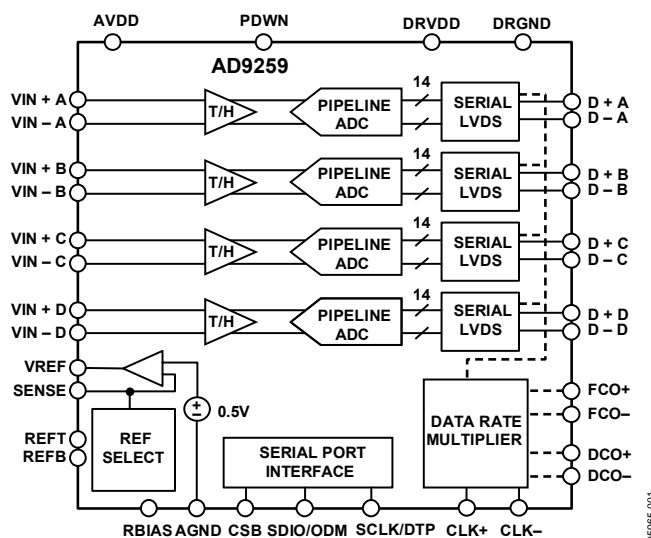 AVDD PDWN DRVDD DRGND
AD9259
VIN + A
VIN – A
T/H
PIPELINE
ADC
14
SERIAL
LVDS
D + A
D – A
VIN + B
VIN – B
T/H
PIPELINE
ADC
14
SERIAL
LVDS
D + B
D – B
VIN + C
VIN – C
T/H
PIPELINE
ADC
14
SERIAL
LVDS
D + C
D – C
VIN + D
VIN – D
T/H
PIPELINE
ADC
14
SERIAL
LVDS
D + D
D – D
VREF
SENSE
+
–
0.5V
REFT
REFB
REF
SELECT
SERIAL PORT
INTERFACE
DATA RATE
MULTIPLIER
FCO+
FCO–
DCO+
DCO–
RBIAS AGND CSB SDIO/ODM SCLK/DTP CLK+ CLK–
05965-001